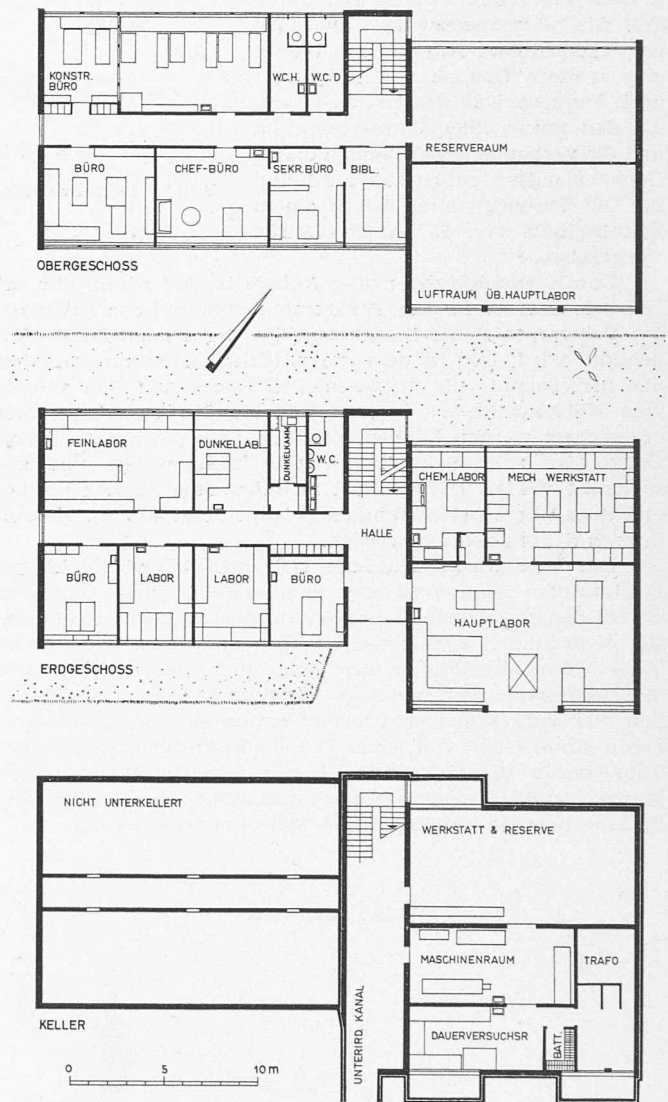 KONSTR.
BÜRO
W.C.H.
W.C.D
RESERVERAUM
BÜRO
CHEF-BÜRO
SEKR.BÜRO
BIBL.
OBERGESCHOSS
LUFTRAUM ÜB.HAUPTLABOR
FEINLABOR
DUNKELLAB.
DUNKELKAMM.
W.C.
CHEM.LABOR
MECH WERKSTATT
HALLE
BÜRO
LABOR
LABOR
BÜRO
HAUPTLABOR
ERDGESCHOSS
NICHT UNTERKELLERT
WERKSTATT & RESERVE
MASCHINENRAUM
TRAFO
UNTERIRD. KANAL
DAUERVERSUCHSR
BATT.
KELLER
0 5 10 m